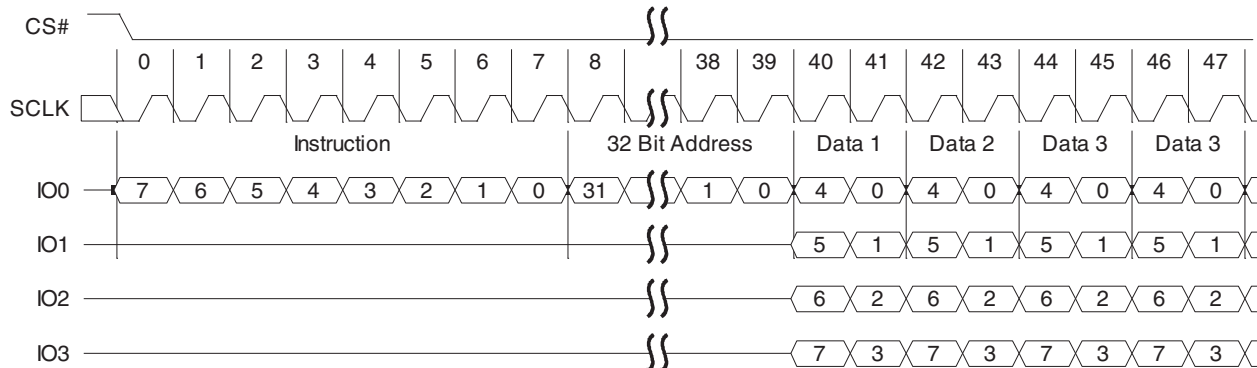 CS#
0 1 2 3 4 5 6 7 8 38 39 40 41 42 43 44 45 46 47
SCLK
Instruction 32 Bit Address Data 1 Data 2 Data 3 Data 3
IO0 7 6 5 4 3 2 1 0 31 1 0 4 0 4 0 4 0 4 0
IO1 5 1 5 1 5 1 5 1
IO2 6 2 6 2 6 2 6 2
IO3 7 3 7 3 7 3 7 3